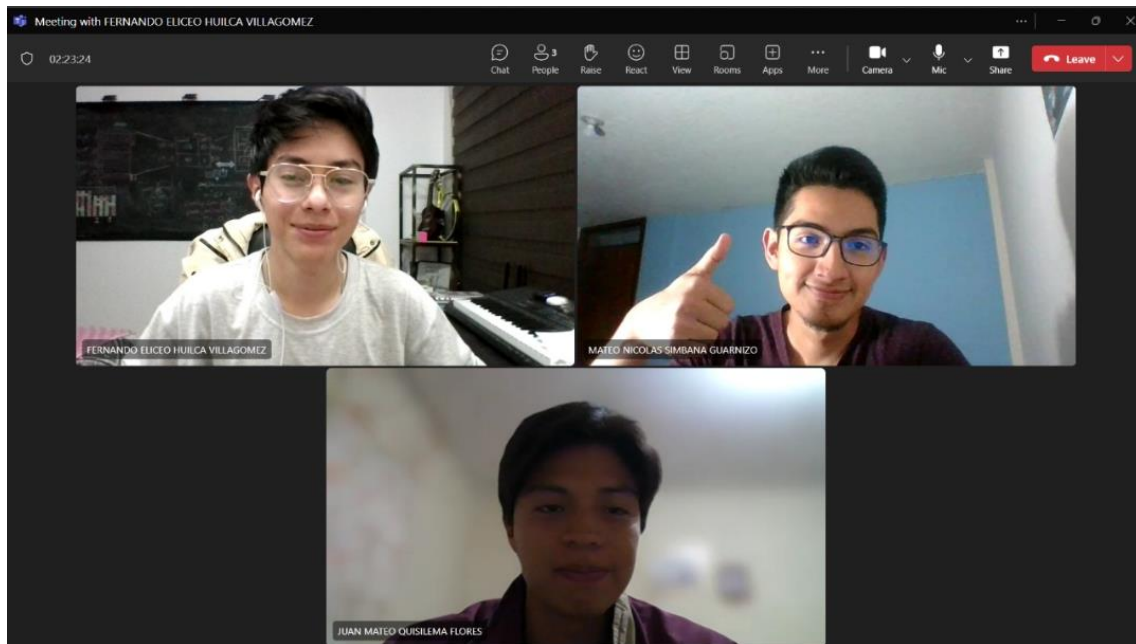 Meeting with FERNANDO ELICEO HUILCA VILLAGOMEZ
02:23:24
Chat
3
People
Raise
React
View
Rooms
Apps
More
Camera
Mic
Share
Leave
FERNANDO ELICEO HUILCA VILLAGOMEZ
MATEO NICOLAS SIMBANA GUARNIZO
JUAN MATEO QUISILEMA FLORES